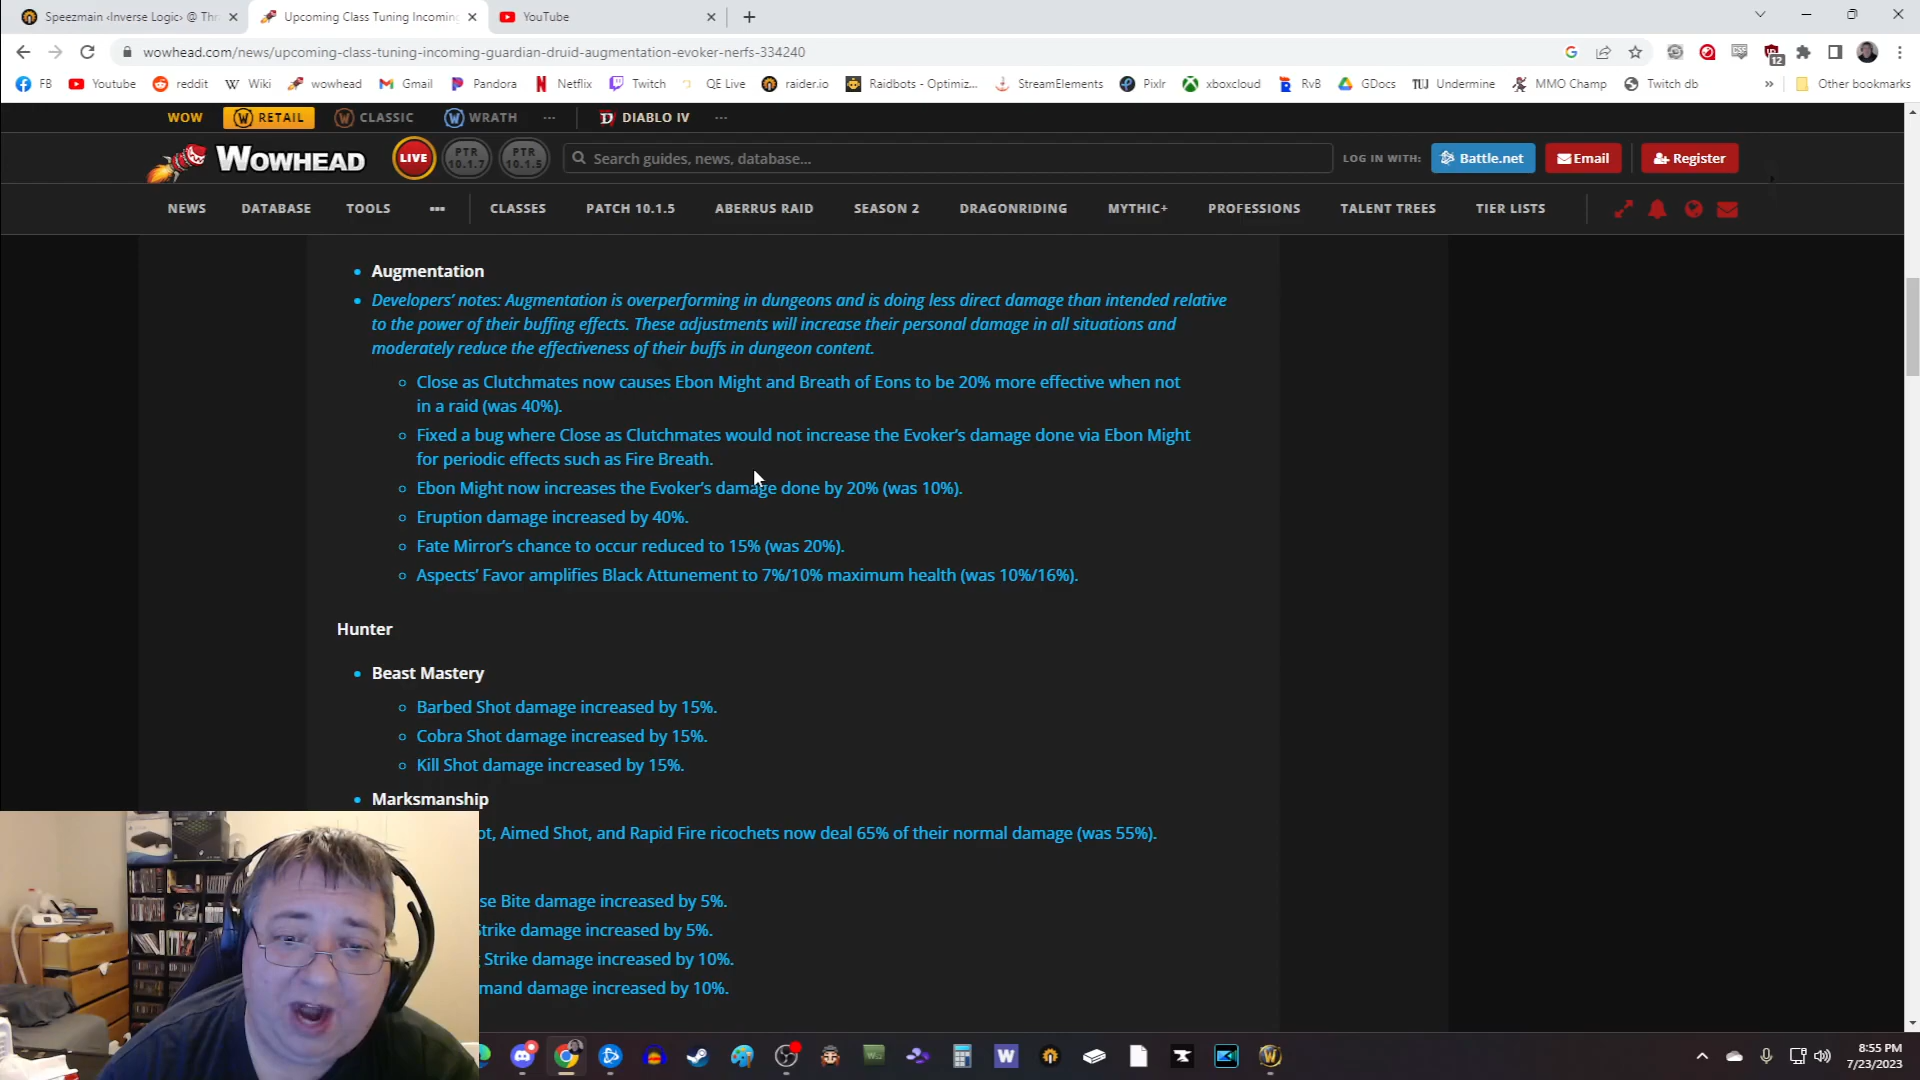 Speezmain ‹Inverse Logic› @ Thr
Upcoming Class Tuning Incoming
YouTube
wowhead.com/news/upcoming-class-tuning-incoming-guardian-druid-augmentation-evoker-nerfs-334240
12
FB Youtube reddit Wiki wowhead Gmail Pandora Netflix Twitch QE Live raider.io Raidbots - Optimiz... StreamElements Pixlr xboxcloud RvB GDocs Undermine MMO Champ Twitch db » Other bookmarks
WOW RETAIL CLASSIC WRATH ... DIABLO IV ...
WOWHEAD LIVE PTR 10.1.7 PTR 10.1.5 Search guides, news, database... LOG IN WITH: Battle.net Email Register
NEWS DATABASE TOOLS ... CLASSES PATCH 10.1.5 ABERRUS RAID SEASON 2 DRAGONRIDING MYTHIC+ PROFESSIONS TALENT TREES TIER LISTS
Augmentation
Developers' notes: Augmentation is overperforming in dungeons and is doing less direct damage than intended relative
to the power of their buffing effects. These adjustments will increase their personal damage in all situations and
moderately reduce the effectiveness of their buffs in dungeon content.
Close as Clutchmates now causes Ebon Might and Breath of Eons to be 20% more effective when not
in a raid (was 40%).
Fixed a bug where Close as Clutchmates would not increase the Evoker's damage done via Ebon Might
for periodic effects such as Fire Breath.
Ebon Might now increases the Evoker's damage done by 20% (was 10%).
Eruption damage increased by 40%.
Fate Mirror's chance to occur reduced to 15% (was 20%).
Aspects' Favor amplifies Black Attunement to 7%/10% maximum health (was 10%/16%).
Hunter
Beast Mastery
Barbed Shot damage increased by 15%.
Cobra Shot damage increased by 15%.
Kill Shot damage increased by 15%.
Marksmanship
ot, Aimed Shot, and Rapid Fire ricochets now deal 65% of their normal damage (was 55%).
se Bite damage increased by 5%.
Strike damage increased by 5%.
Strike damage increased by 10%.
mand damage increased by 10%.
8:55 PM
7/23/2023